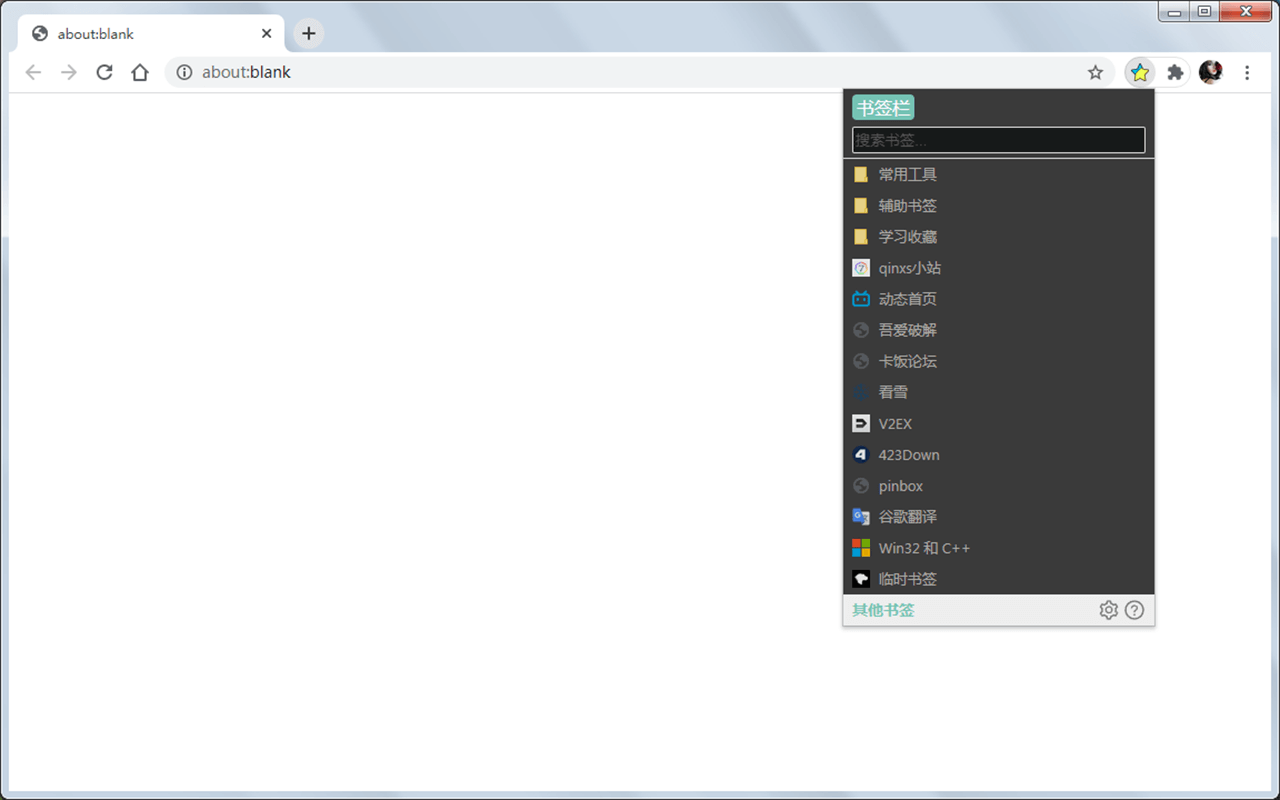 about:blank
about:blank
书签栏
搜索书签...
常用工具
辅助书签
学习收藏
qinxs小站
动态首页
吾爱破解
卡饭论坛
看雪
V2EX
423Down
pinbox
谷歌翻译
Win32 和 C++
临时书签
其他书签